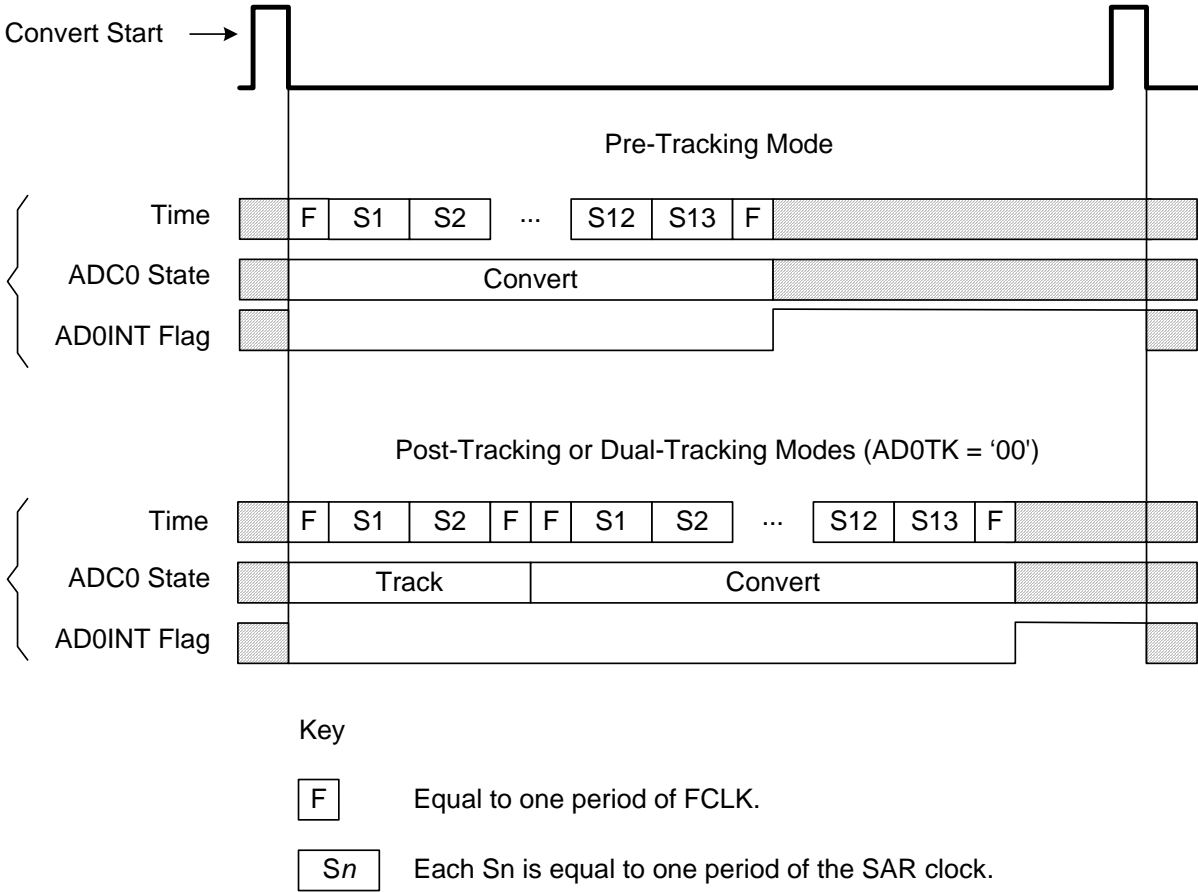 Convert Start
Pre-Tracking Mode
Time F S1 S2 ... S12 S13 F
ADC0 State Convert
AD0INT Flag
Post-Tracking or Dual-Tracking Modes (AD0TK = ‘00')
Time F S1 S2 F F S1 S2 ... S12 S13 F
ADC0 State Track Convert
AD0INT Flag
Key
F Equal to one period of FCLK.
Sn Each Sn is equal to one period of the SAR clock.